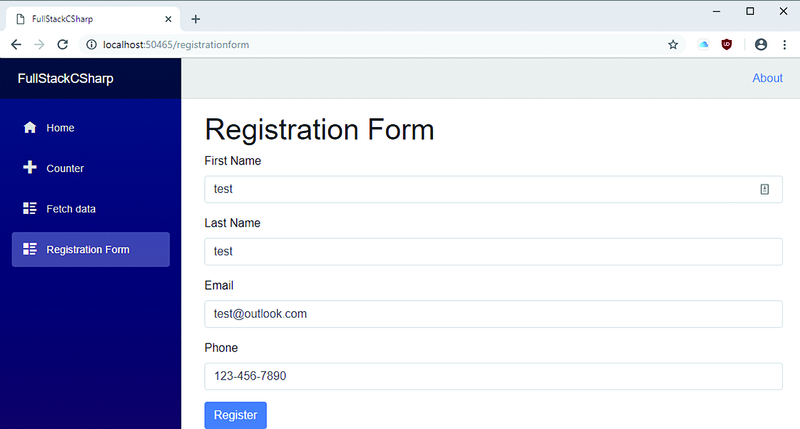 FullStackCSharp
localhost:50465/registrationform
FullStackCSharp
About
Home
Counter
Fetch data
Registration Form
Registration Form
First Name
test
Last Name
test
Email
test@outlook.com
Phone
123-456-7890
Register